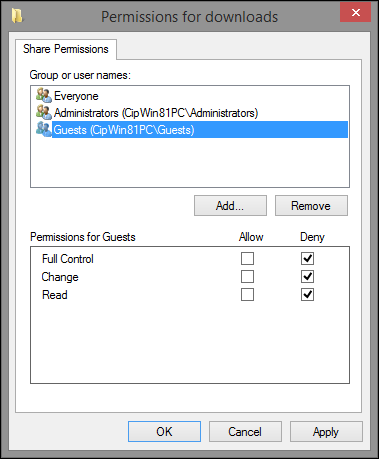 Permissions for downloads
Share Permissions
Group or user names:
Everyone
Administrators (CipWin81PC\Administrators)
Guests (CipWin81PC\Guests)
Add... Remove
Permissions for Guests Allow Deny
Full Control
Change
Read
OK Cancel Apply